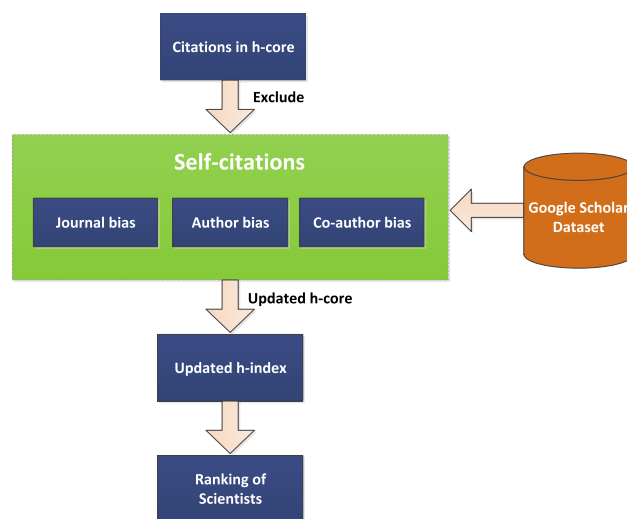 Citations in h-core
Exclude
Self-citations
Journal bias
Author bias
Co-author bias
Google Scholar
Dataset
Updated h-core
Updated h-index
Ranking of
Scientists